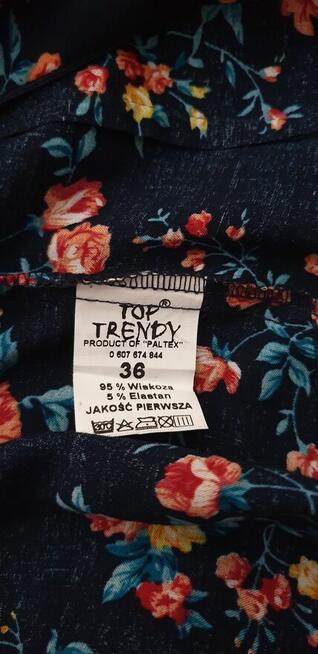 TOP®
TRENDY
PRODUCT OF "PALTEX"
0 607 674 844
36
95 % Wiskoza
5 % Elastan
JAKOŚĆ PIERWSZA